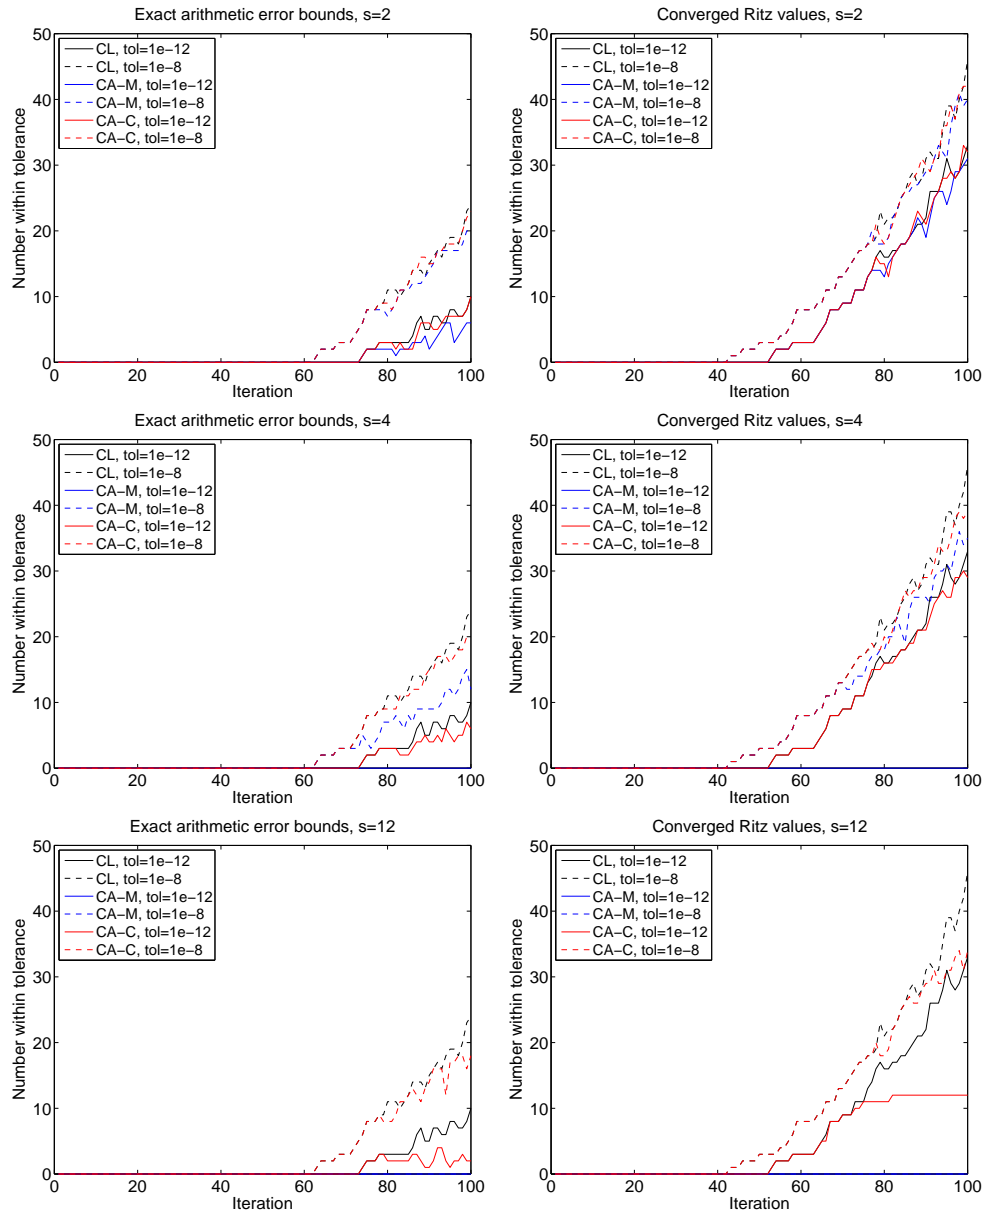 Exact arithmetic error bounds, s=2
Number within tolerance
50
40
30
20
10
0
CL, tol=1e−12
CL, tol=1e−8
CA−M, tol=1e−12
CA−M, tol=1e−8
CA−C, tol=1e−12
CA−C, tol=1e−8
0 20 40 60 80 100
Iteration
Converged Ritz values, s=2
Number within tolerance
50
40
30
20
10
0
CL, tol=1e−12
CL, tol=1e−8
CA−M, tol=1e−12
CA−M, tol=1e−8
CA−C, tol=1e−12
CA−C, tol=1e−8
0 20 40 60 80 100
Iteration
Exact arithmetic error bounds, s=4
Number within tolerance
50
40
30
20
10
0
CL, tol=1e−12
CL, tol=1e−8
CA−M, tol=1e−12
CA−M, tol=1e−8
CA−C, tol=1e−12
CA−C, tol=1e−8
0 20 40 60 80 100
Iteration
Converged Ritz values, s=4
Number within tolerance
50
40
30
20
10
0
CL, tol=1e−12
CL, tol=1e−8
CA−M, tol=1e−12
CA−M, tol=1e−8
CA−C, tol=1e−12
CA−C, tol=1e−8
0 20 40 60 80 100
Iteration
Exact arithmetic error bounds, s=12
Number within tolerance
50
40
30
20
10
0
CL, tol=1e−12
CL, tol=1e−8
CA−M, tol=1e−12
CA−M, tol=1e−8
CA−C, tol=1e−12
CA−C, tol=1e−8
0 20 40 60 80 100
Iteration
Converged Ritz values, s=12
Number within tolerance
50
40
30
20
10
0
CL, tol=1e−12
CL, tol=1e−8
CA−M, tol=1e−12
CA−M, tol=1e−8
CA−C, tol=1e−12
CA−C, tol=1e−8
0 20 40 60 80 100
Iteration